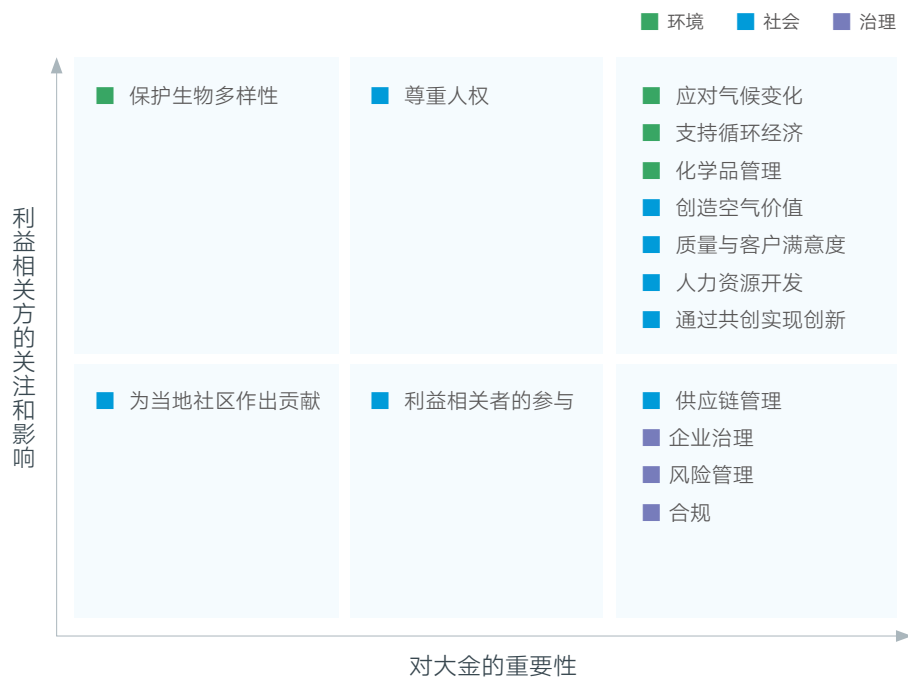 环境 社会 治理
保护生物多样性
尊重人权
应对气候变化
支持循环经济
化学品管理
创造空气价值
质量与客户满意度
人力资源开发
通过共创实现创新
利益相关方的关注和影响
为当地社区作出贡献
利益相关者的参与
供应链管理
企业治理
风险管理
合规
对大金的重要性